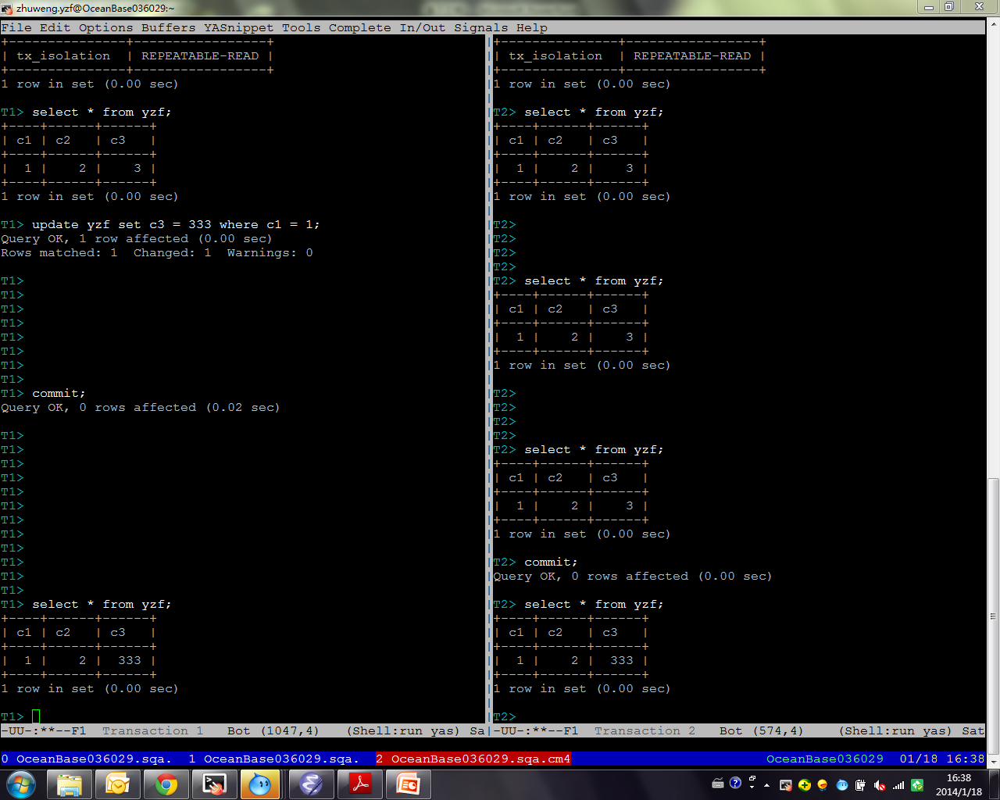 zhuweng.yzf@OceanBase036029:~
File Edit Options Buffers YASnippet Tools Complete In/Out Signals Help
+---------------+-----------------+
| tx_isolation  | REPEATABLE-READ |
+---------------+-----------------+
1 row in set (0.00 sec)
T1> select * from yzf;
+----+------+------+
| c1 | c2   | c3   |
+----+------+------+
|  1 |    2 |    3 |
+----+------+------+
1 row in set (0.00 sec)
T1> update yzf set c3 = 333 where c1 = 1;
Query OK, 1 row affected (0.00 sec)
Rows matched: 1  Changed: 1  Warnings: 0
T1>
T1>
T1>
T1>
T1>
T1>
T1>
T1>
T1> commit;
Query OK, 0 rows affected (0.02 sec)
T1>
T1>
T1>
T1>
T1>
T1>
T1>
T1>
T1>
T1>
T1>
T1>
T1> select * from yzf;
+----+------+------+
| c1 | c2   | c3   |
+----+------+------+
|  1 |    2 |  333 |
+----+------+------+
1 row in set (0.00 sec)
T1>
-UU-:**--F1  Transaction 1   Bot (1047,4)   (Shell:run yas) Sa
+---------------+-----------------+
| tx_isolation  | REPEATABLE-READ |
+---------------+-----------------+
1 row in set (0.00 sec)
T2> select * from yzf;
+----+------+------+
| c1 | c2   | c3   |
+----+------+------+
|  1 |    2 |    3 |
+----+------+------+
1 row in set (0.00 sec)
T2>
T2>
T2>
T2>
T2> select * from yzf;
+----+------+------+
| c1 | c2   | c3   |
+----+------+------+
|  1 |    2 |    3 |
+----+------+------+
1 row in set (0.00 sec)
T2>
T2>
T2>
T2>
T2> select * from yzf;
+----+------+------+
| c1 | c2   | c3   |
+----+------+------+
|  1 |    2 |    3 |
+----+------+------+
1 row in set (0.00 sec)
T2> commit;
Query OK, 0 rows affected (0.00 sec)
T2> select * from yzf;
+----+------+------+
| c1 | c2   | c3   |
+----+------+------+
|  1 |    2 |  333 |
+----+------+------+
1 row in set (0.00 sec)
T2>
-UU-:**--F1  Transaction 2   Bot (574,4)    (Shell:run yas) Sat
0 OceanBase036029.sqa.  1 OceanBase036029.sqa.  2 OceanBase036029.sqa.cm4  OceanBase036029  01/18 16:38
16:38
2014/1/18